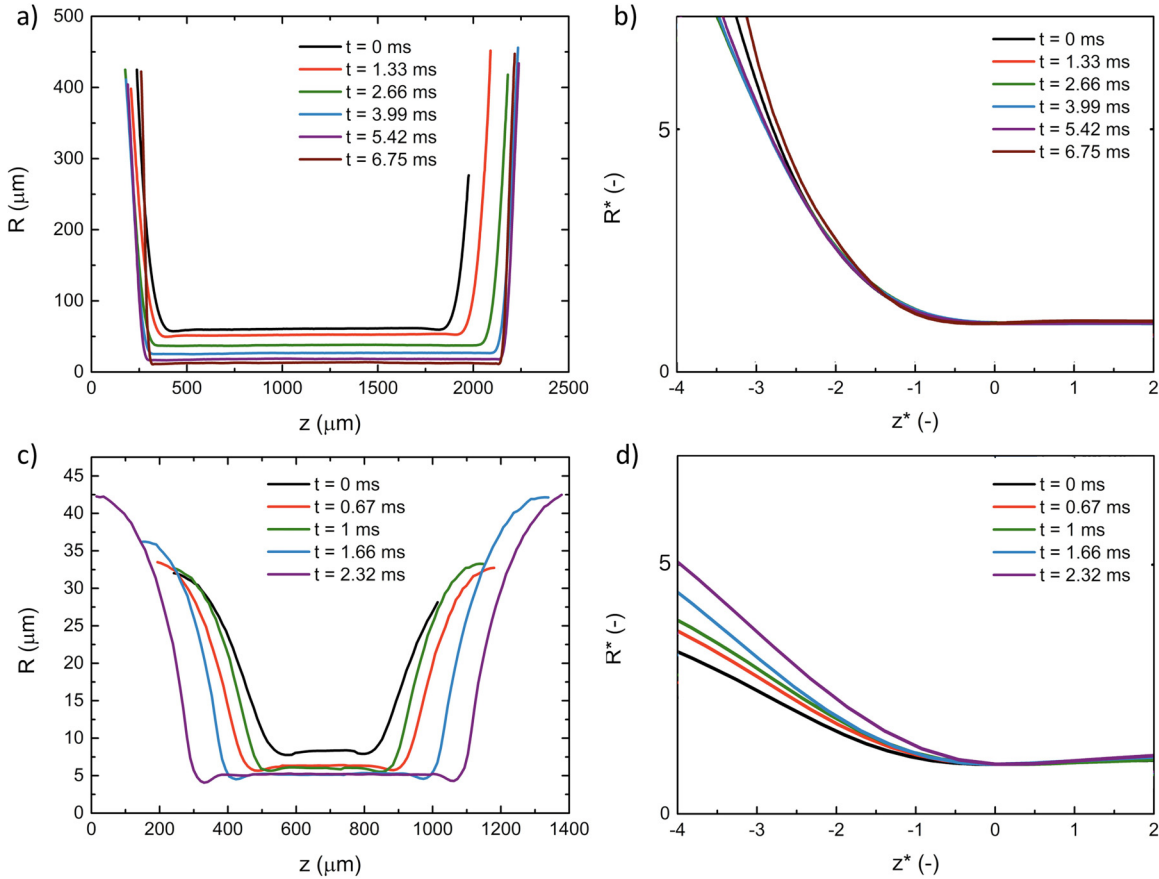 a)
500
400
300
200
100
0
R (μm)
0 500 1000 1500 2000 2500
z (μm)
t = 0 ms
t = 1.33 ms
t = 2.66 ms
t = 3.99 ms
t = 5.42 ms
t = 6.75 ms
b)
5
0
R* (-)
-4 -3 -2 -1 0 1 2
z* (-)
t = 0 ms
t = 1.33 ms
t = 2.66 ms
t = 3.99 ms
t = 5.42 ms
t = 6.75 ms
c)
45
40
35
30
25
20
15
10
5
0
R (μm)
0 200 400 600 800 1000 1200 1400
z (μm)
t = 0 ms
t = 0.67 ms
t = 1 ms
t = 1.66 ms
t = 2.32 ms
d)
5
0
R* (-)
-4 -3 -2 -1 0 1 2
z* (-)
t = 0 ms
t = 0.67 ms
t = 1 ms
t = 1.66 ms
t = 2.32 ms